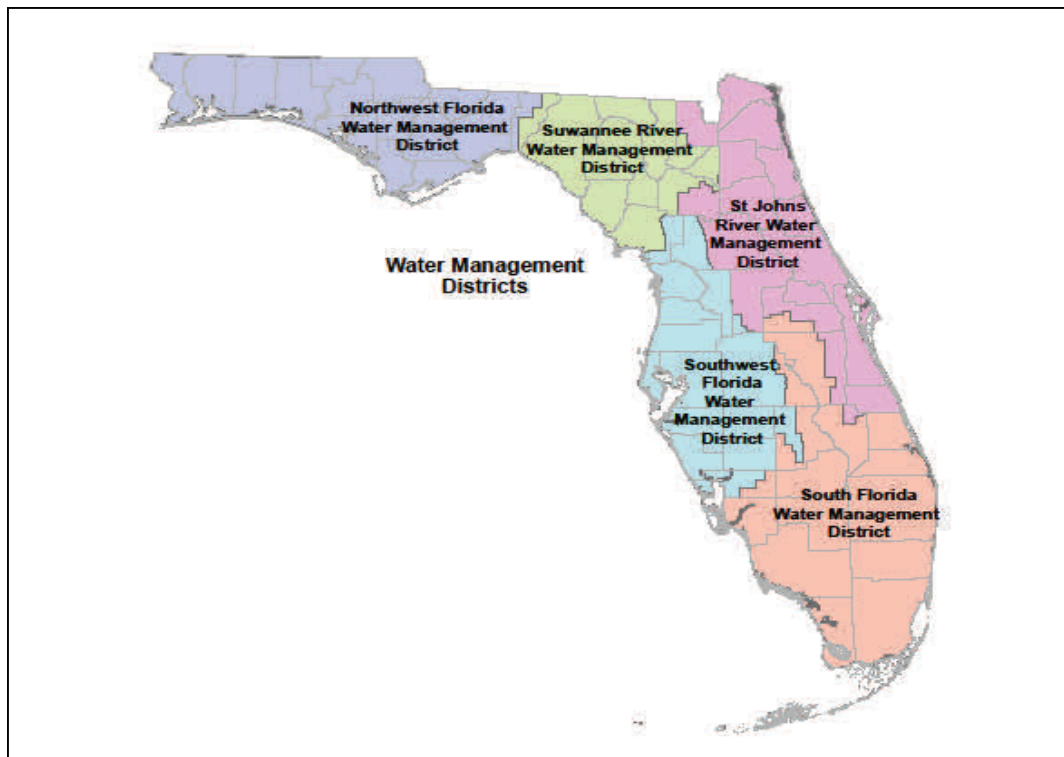 Northwest Florida
Water Management
District
Suwannee River
Water Management
District
St Johns
River Water
Management
District
Water Management
Districts
Southwest
Florida
Water
Management
District
South Florida
Water Management
District